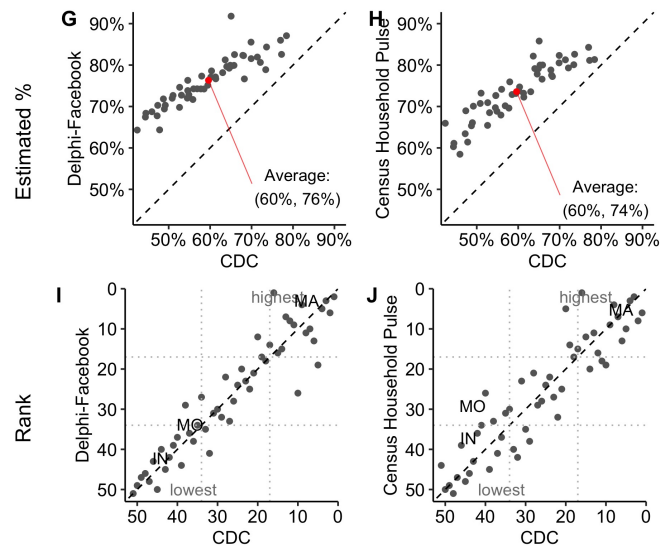 G
H
Estimated %
Delphi-Facebook
90%
80%
70%
60%
50%
Average:
(60%, 76%)
50% 60% 70% 80% 90%
CDC
Census Household Pulse
90%
80%
70%
60%
50%
Average:
(60%, 74%)
50% 60% 70% 80% 90%
CDC
I
J
Rank
Delphi-Facebook
0
10
20
30
40
50
highest
MA
MO
IN
lowest
50 40 30 20 10 0
CDC
Census Household Pulse
0
10
20
30
40
50
highest
MA
MO
IN
lowest
50 40 30 20 10 0
CDC